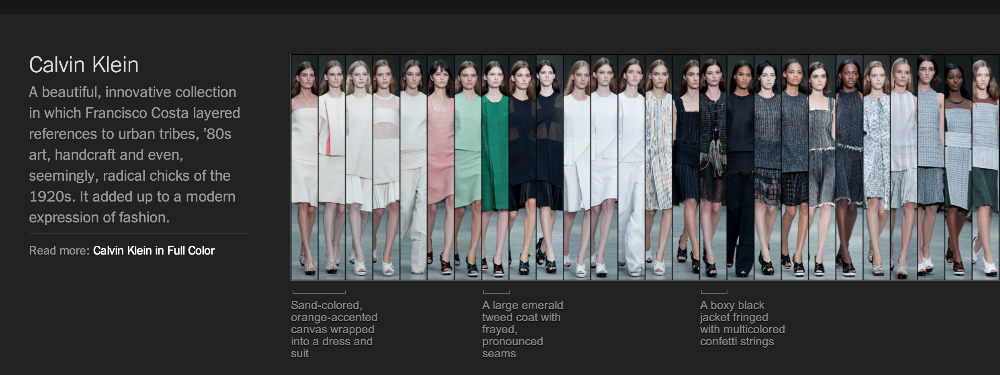 Calvin Klein
A beautiful, innovative collection
in which Francisco Costa layered
references to urban tribes, ’80s
art, handcraft and even,
seemingly, radical chicks of the
1920s. It added up to a modern
expression of fashion.
Read more: Calvin Klein in Full Color
Sand-colored,
orange-accented
canvas wrapped
into a dress and
suit
A large emerald
tweed coat with
frayed,
pronounced
seams
A boxy black
jacket fringed
with multicolored
confetti strings